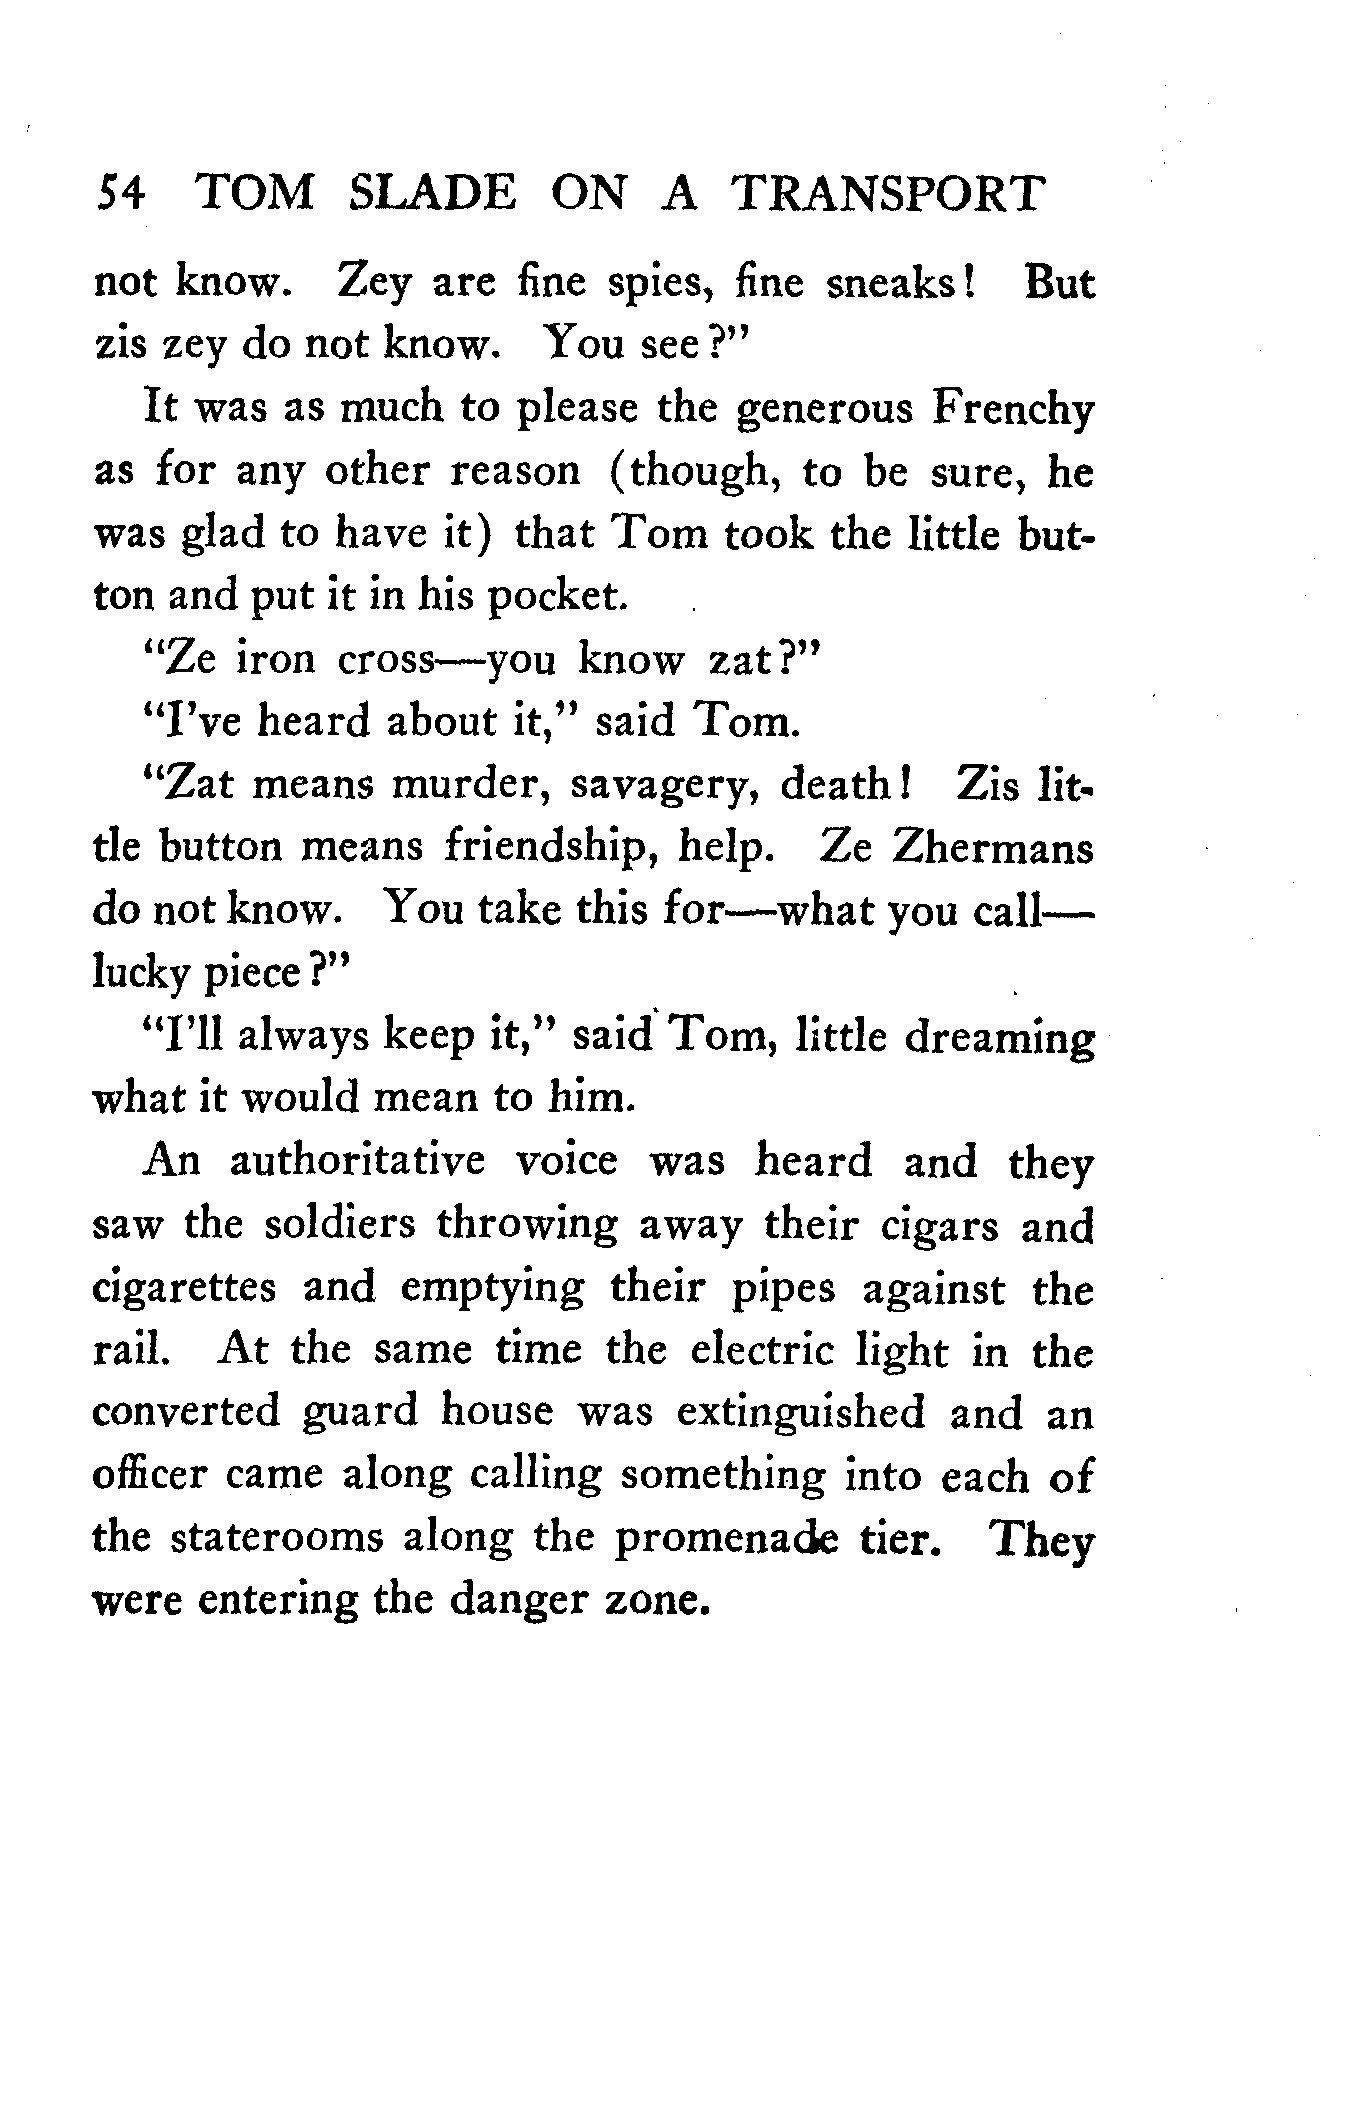 54 TOM SLADE ON A TRANSPORT
not know. Zey are fine spies, fine sneaks! But
zis zey do not know. You see?"
It was as much to please the generous Frenchy
as for any other reason (though, to be sure, he
was glad to have it) that Tom took the little but-
ton and put it in his pocket.
"Ze iron cross—you know zat?"
"I've heard about it," said Tom.
"Zat means murder, savagery, death! Zis lit-
tle button means friendship, help. Ze Zhermans
do not know. You take this for—what you call—
lucky piece?"
"I'll always keep it," said Tom, little dreaming
what it would mean to him.
An authoritative voice was heard and they
saw the soldiers throwing away their cigars and
cigarettes and emptying their pipes against the
rail. At the same time the electric light in the
converted guard house was extinguished and an
officer came along calling something into each of
the staterooms along the promenade tier. They
were entering the danger zone.